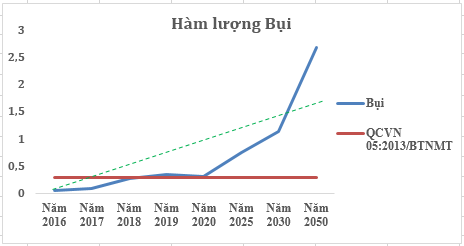 Hàm lượng Bụi
3
2.5
2
1.5
1
0.5
0
Năm 2016
Năm 2017
Năm 2018
Năm 2019
Năm 2020
Năm 2025
Năm 2030
Năm 2050
Bụi
QCVN
05:2013/BTNMT